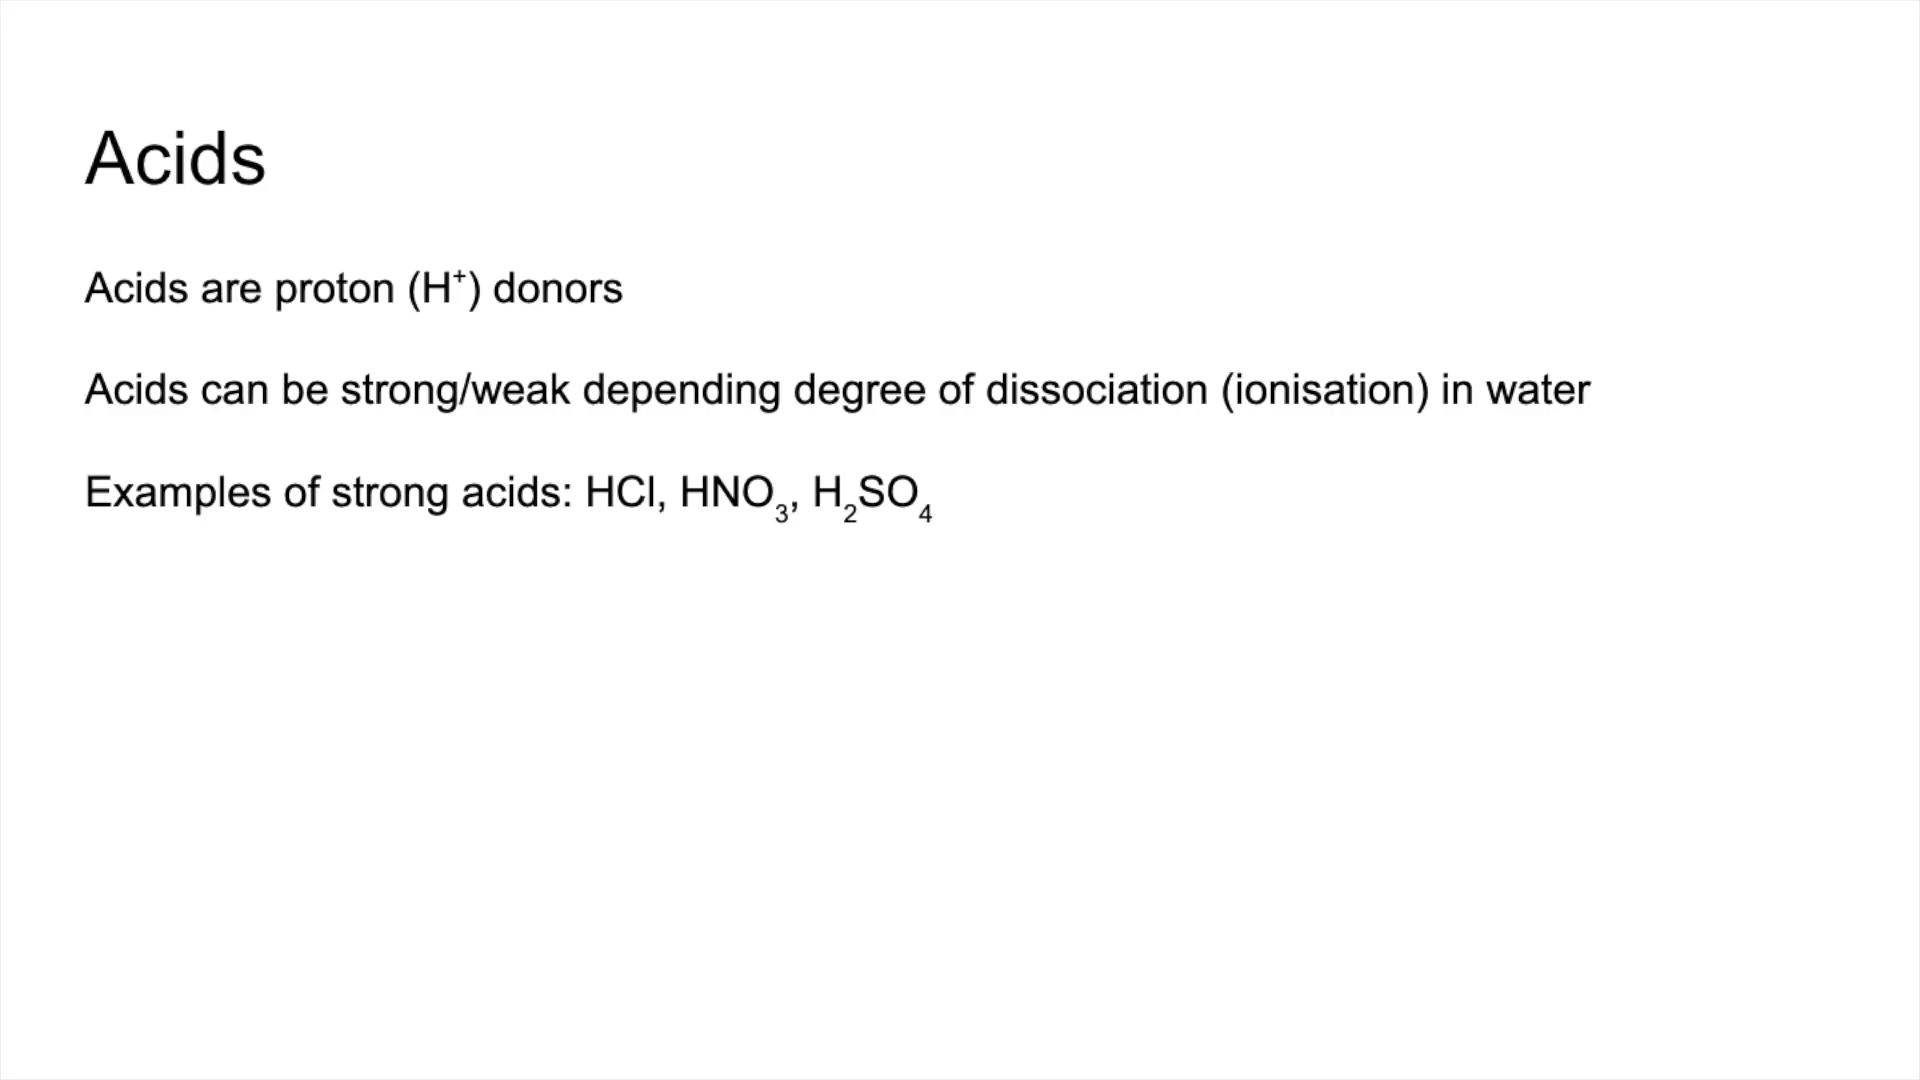 Acids
Acids are proton (H⁺) donors
Acids can be strong/weak depending degree of dissociation (ionisation) in water
Examples of strong acids: HCl, HNO₃, H₂SO₄